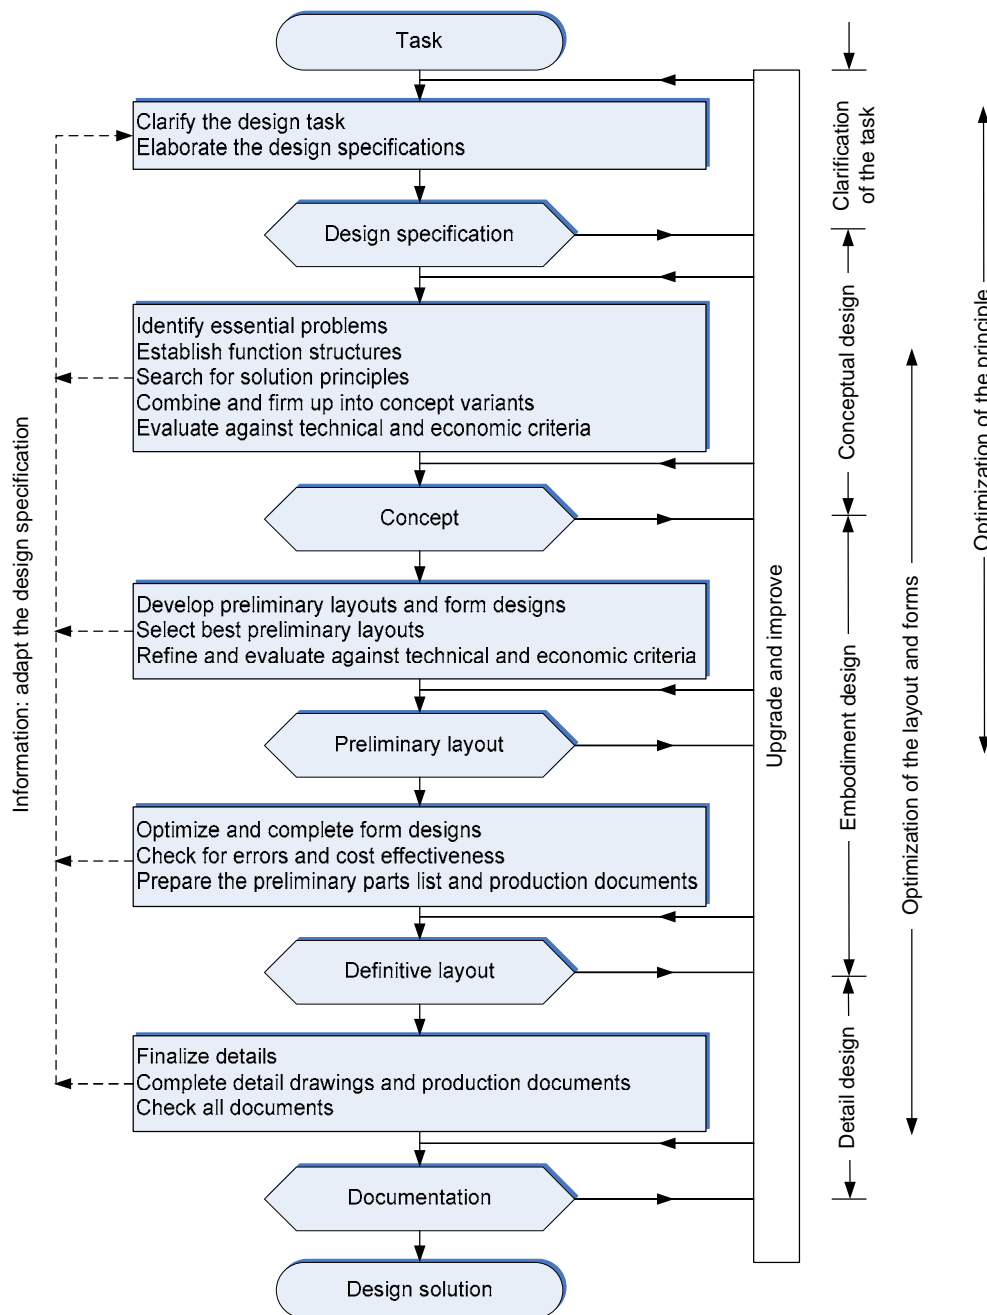 Task
Clarify the design task
Elaborate the design specifications
Design specification
Identify essential problems
Establish function structures
Search for solution principles
Combine and firm up into concept variants
Evaluate against technical and economic criteria
Concept
Develop preliminary layouts and form designs
Select best preliminary layouts
Refine and evaluate against technical and economic criteria
Preliminary layout
Optimize and complete form designs
Check for errors and cost effectiveness
Prepare the preliminary parts list and production documents
Definitive layout
Finalize details
Complete detail drawings and production documents
Check all documents
Documentation
Design solution
Information: adapt the design specification
Upgrade and improve
Clarification
of the task
Conceptual design
Embodiment design
Detail design
Optimization of the layout and forms
Optimization of the principle